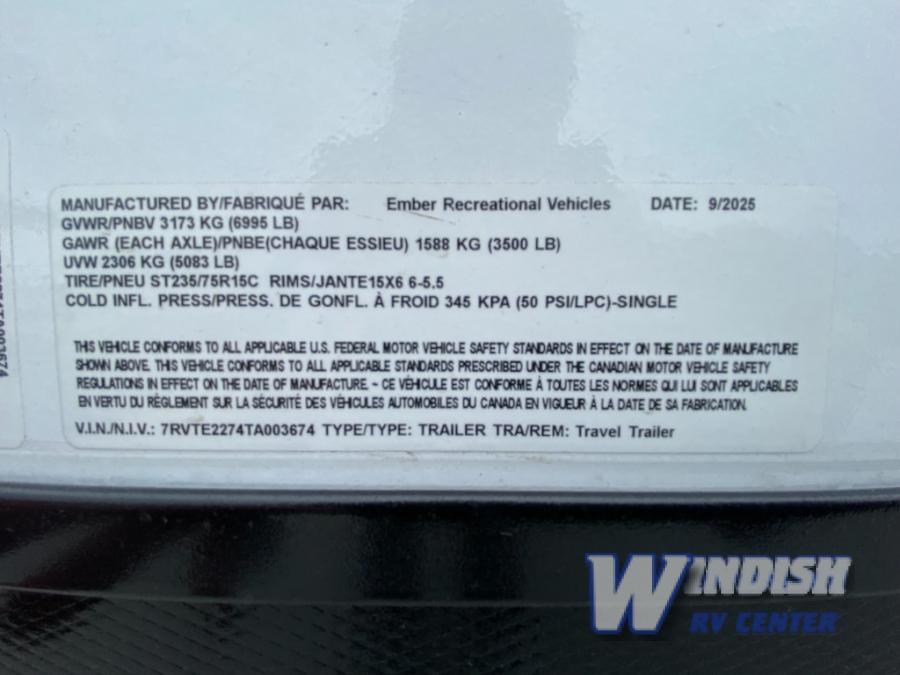 MANUFACTURED BY/FABRIQUÉ PAR: Ember Recreational Vehicles DATE: 9/2025
GVWR/PNBV 3173 KG (6995 LB)
GAWR (EACH AXLE)/PNBE(CHAQUE ESSIEU) 1588 KG (3500 LB)
UVW 2306 KG (5083 LB)
TIRE/PNEU ST235/75R15C RIMS/JANTE15X6 6-5.5
COLD INFL. PRESS/PRESS. DE GONFL. À FROID 345 KPA (50 PSI/LPC)-SINGLE
THIS VEHICLE CONFORMS TO ALL APPLICABLE U.S. FEDERAL MOTOR VEHICLE SAFETY STANDARDS IN EFFECT ON THE DATE OF MANUFACTURE
SHOWN ABOVE. THIS VEHICLE CONFORMS TO ALL APPLICABLE STANDARDS PRESCRIBED UNDER THE CANADIAN MOTOR VEHICLE SAFETY
REGULATIONS IN EFFECT ON THE DATE OF MANUFACTURE. ~ CE VÉHICULE EST CONFORME À TOUTES LES NORMES QUI LUI SONT APPLICABLES
EN VERTU DU RÈGLEMENT SUR LA SÉCURITÉ DES VÉHICULES AUTOMOBILES DU CANADA EN VIGUEUR À LA DATE DE SA FABRICATION.
V.I.N./N.I.V.: 7RVTE2274TA003674 TYPE/TYPE: TRAILER TRA/REM: Travel Trailer
WINDISH
RV CENTER